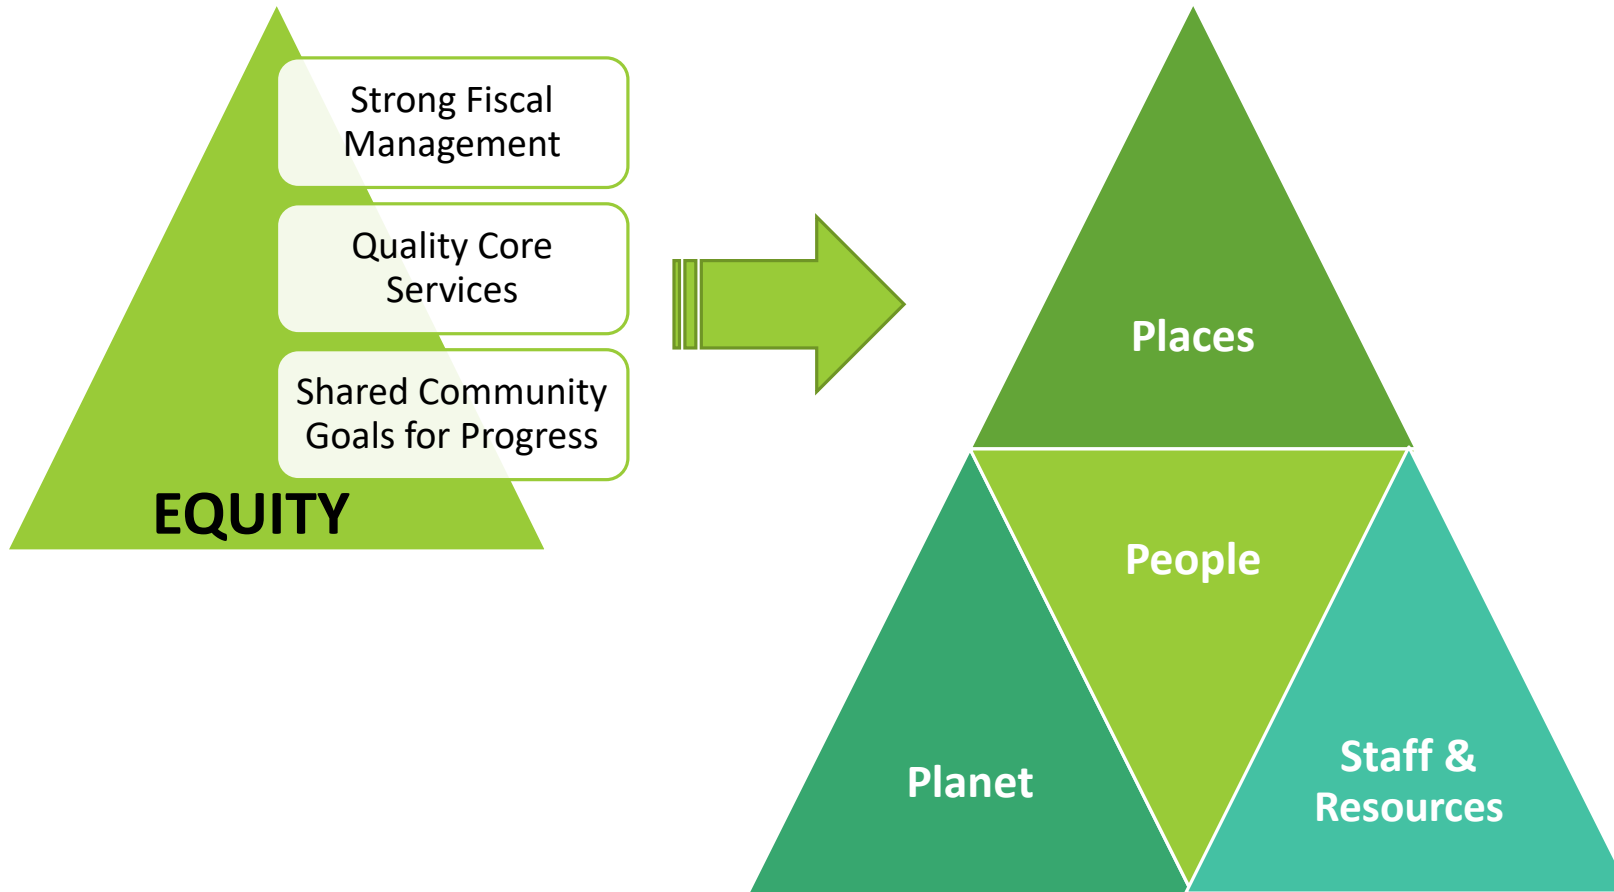 Strong Fiscal
Management
Quality Core
Services
Shared Community
Goals for Progress
EQUITY
Places
People
Planet
Staff &
Resources